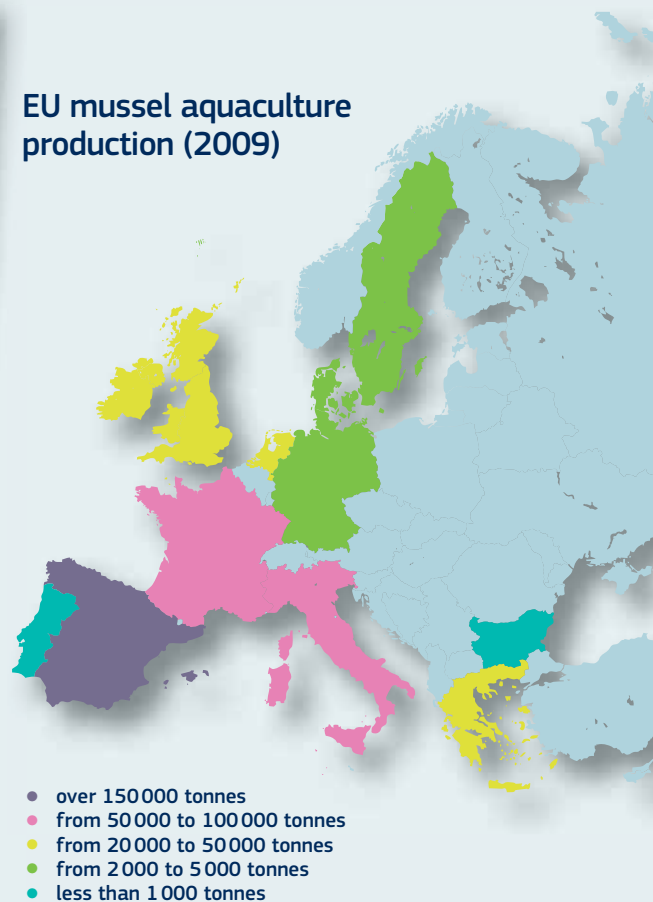 EU mussel aquaculture
production (2009)
over 150 000 tonnes
from 50 000 to 100 000 tonnes
from 20 000 to 50 000 tonnes
from 2 000 to 5 000 tonnes
less than 1 000 tonnes